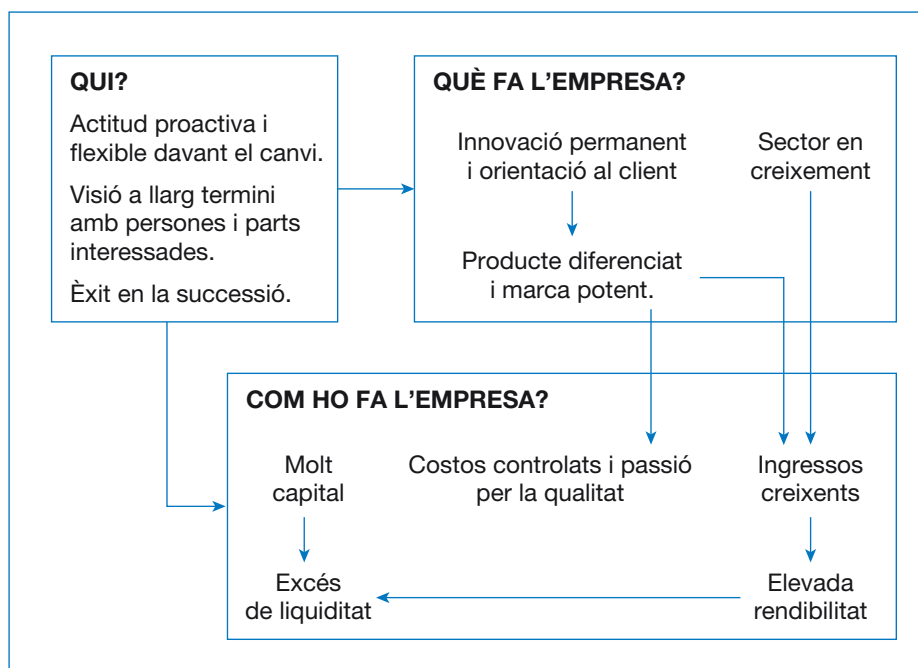 QUI?
Actitud proactiva i
flexible davant el canvi.
Visió a llarg termini
amb persones i parts
interessades.
Èxit en la successió.
QUÈ FA L’EMPRESA?
Innovació permanent
i orientació al client
Sector en
creixement
Producte diferenciat
i marca potent.
COM HO FA L’EMPRESA?
Molt
capital
Costos controlats i passió
per la qualitat
Ingressos
creixents
Excés
de liquiditat
Elevada
rendibilitat